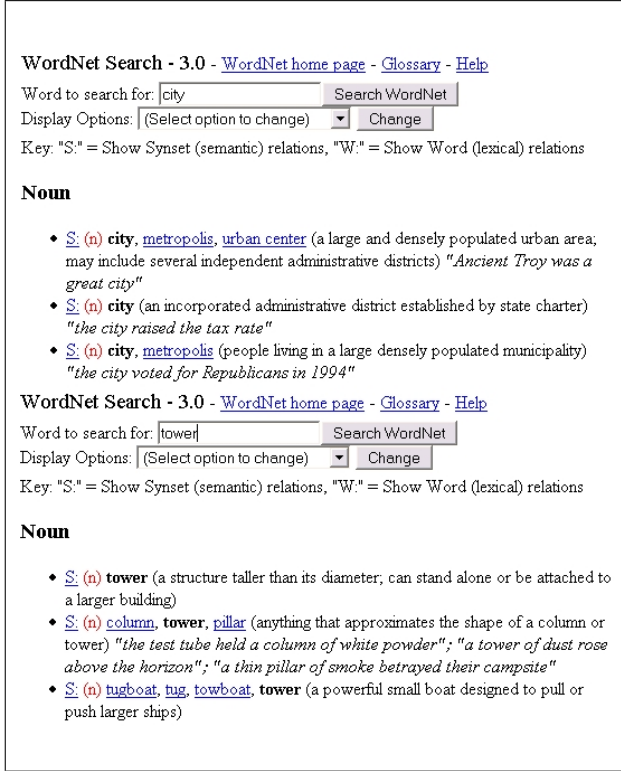 WordNet Search - 3.0 - WordNet home page - Glossary - Help
Word to search for: city Search WordNet
Display Options: (Select option to change) Change
Key: "S:" = Show Synset (semantic) relations, "W:" = Show Word (lexical) relations
Noun
• S: (n) city, metropolis, urban center (a large and densely populated urban area;
may include several independent administrative districts) "Ancient Troy was a
great city"
• S: (n) city (an incorporated administrative district established by state charter)
"the city raised the tax rate"
• S: (n) city, metropolis (people living in a large densely populated municipality)
"the city voted for Republicans in 1994"
WordNet Search - 3.0 - WordNet home page - Glossary - Help
Word to search for: tower Search WordNet
Display Options: (Select option to change) Change
Key: "S:" = Show Synset (semantic) relations, "W:" = Show Word (lexical) relations
Noun
• S: (n) tower (a structure taller than its diameter; can stand alone or be attached to
a larger building)
• S: (n) column, tower, pillar (anything that approximates the shape of a column or
tower) "the test tube held a column of white powder"; "a tower of dust rose
above the horizon"; "a thin pillar of smoke betrayed their campsite"
• S: (n) tugboat, tug, towboat, tower (a powerful small boat designed to pull or
push larger ships)